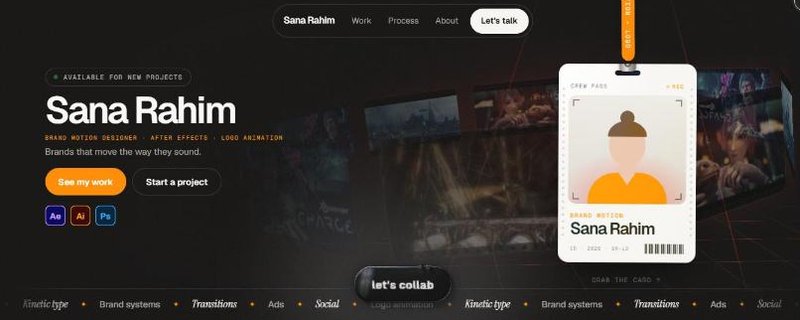 Sana Rahim Work Process About Let's talk
AVAILABLE FOR NEW PROJECTS
Sana Rahim
BRAND MOTION DESIGNER · AFTER EFFECTS · LOGO ANIMATION
Brands that move the way they sound.
See my work Start a project
Ae Ai Ps
CREW PASS REC
BRAND MOTION
Sana Rahim
GRAB THE CARD
let's collab
Kinetic type Brand systems Transitions Ads Social Logo animation Kinetic type Brand systems Transitions Ads Social